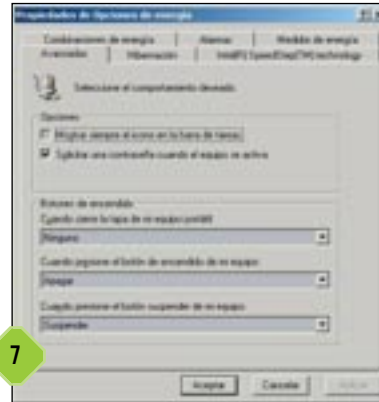 Propiedades de Opciones de energía
Combinaciones de energía Alarmas Medidor de energía
Avanzadas Hibernación Intel(R) SpeedStep(TM) technology
Seleccione el comportamiento deseado.
Opciones
Mostrar siempre el icono en la barra de tareas.
Solicitar una contraseña cuando el equipo se active
Botones de encendido
Cuando cierre la tapa de mi equipo portátil:
Ninguno
Cuando presione el botón de encendido de mi equipo:
Apagar
Cuando presione el botón suspender de mi equipo:
Suspender
7
Aceptar Cancelar Aplicar